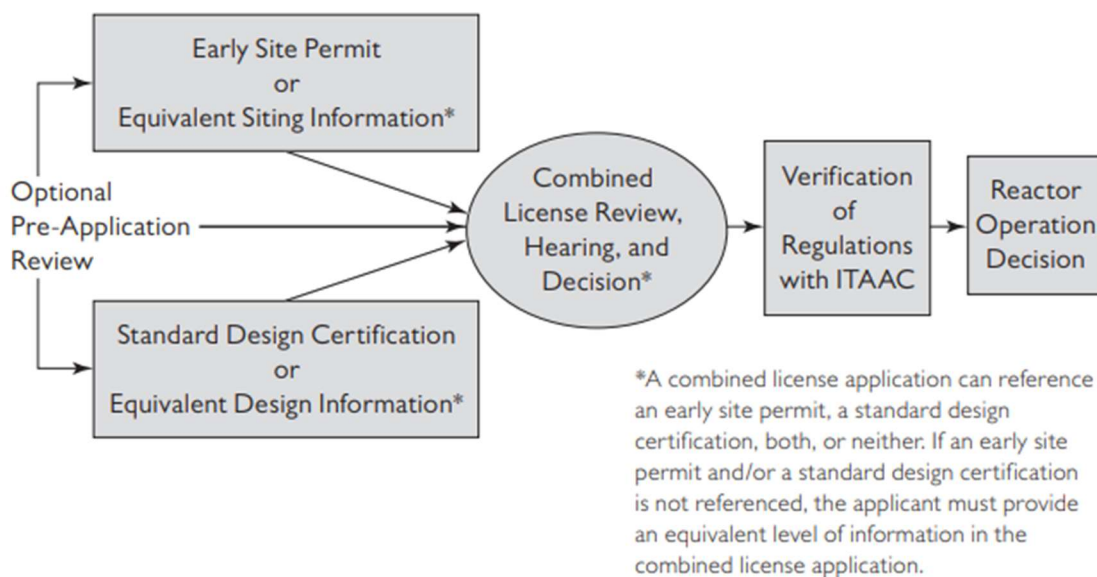 Early Site Permit
or
Equivalent Siting Information*
Optional
Pre-Application
Review
Standard Design Certification
or
Equivalent Design Information*
Combined
License Review,
Hearing, and
Decision*
Verification
of
Regulations
with ITAAC
Reactor
Operation
Decision
*A combined license application can reference
an early site permit, a standard design
certification, both, or neither. If an early site
permit and/or a standard design certification
is not referenced, the applicant must provide
an equivalent level of information in the
combined license application.